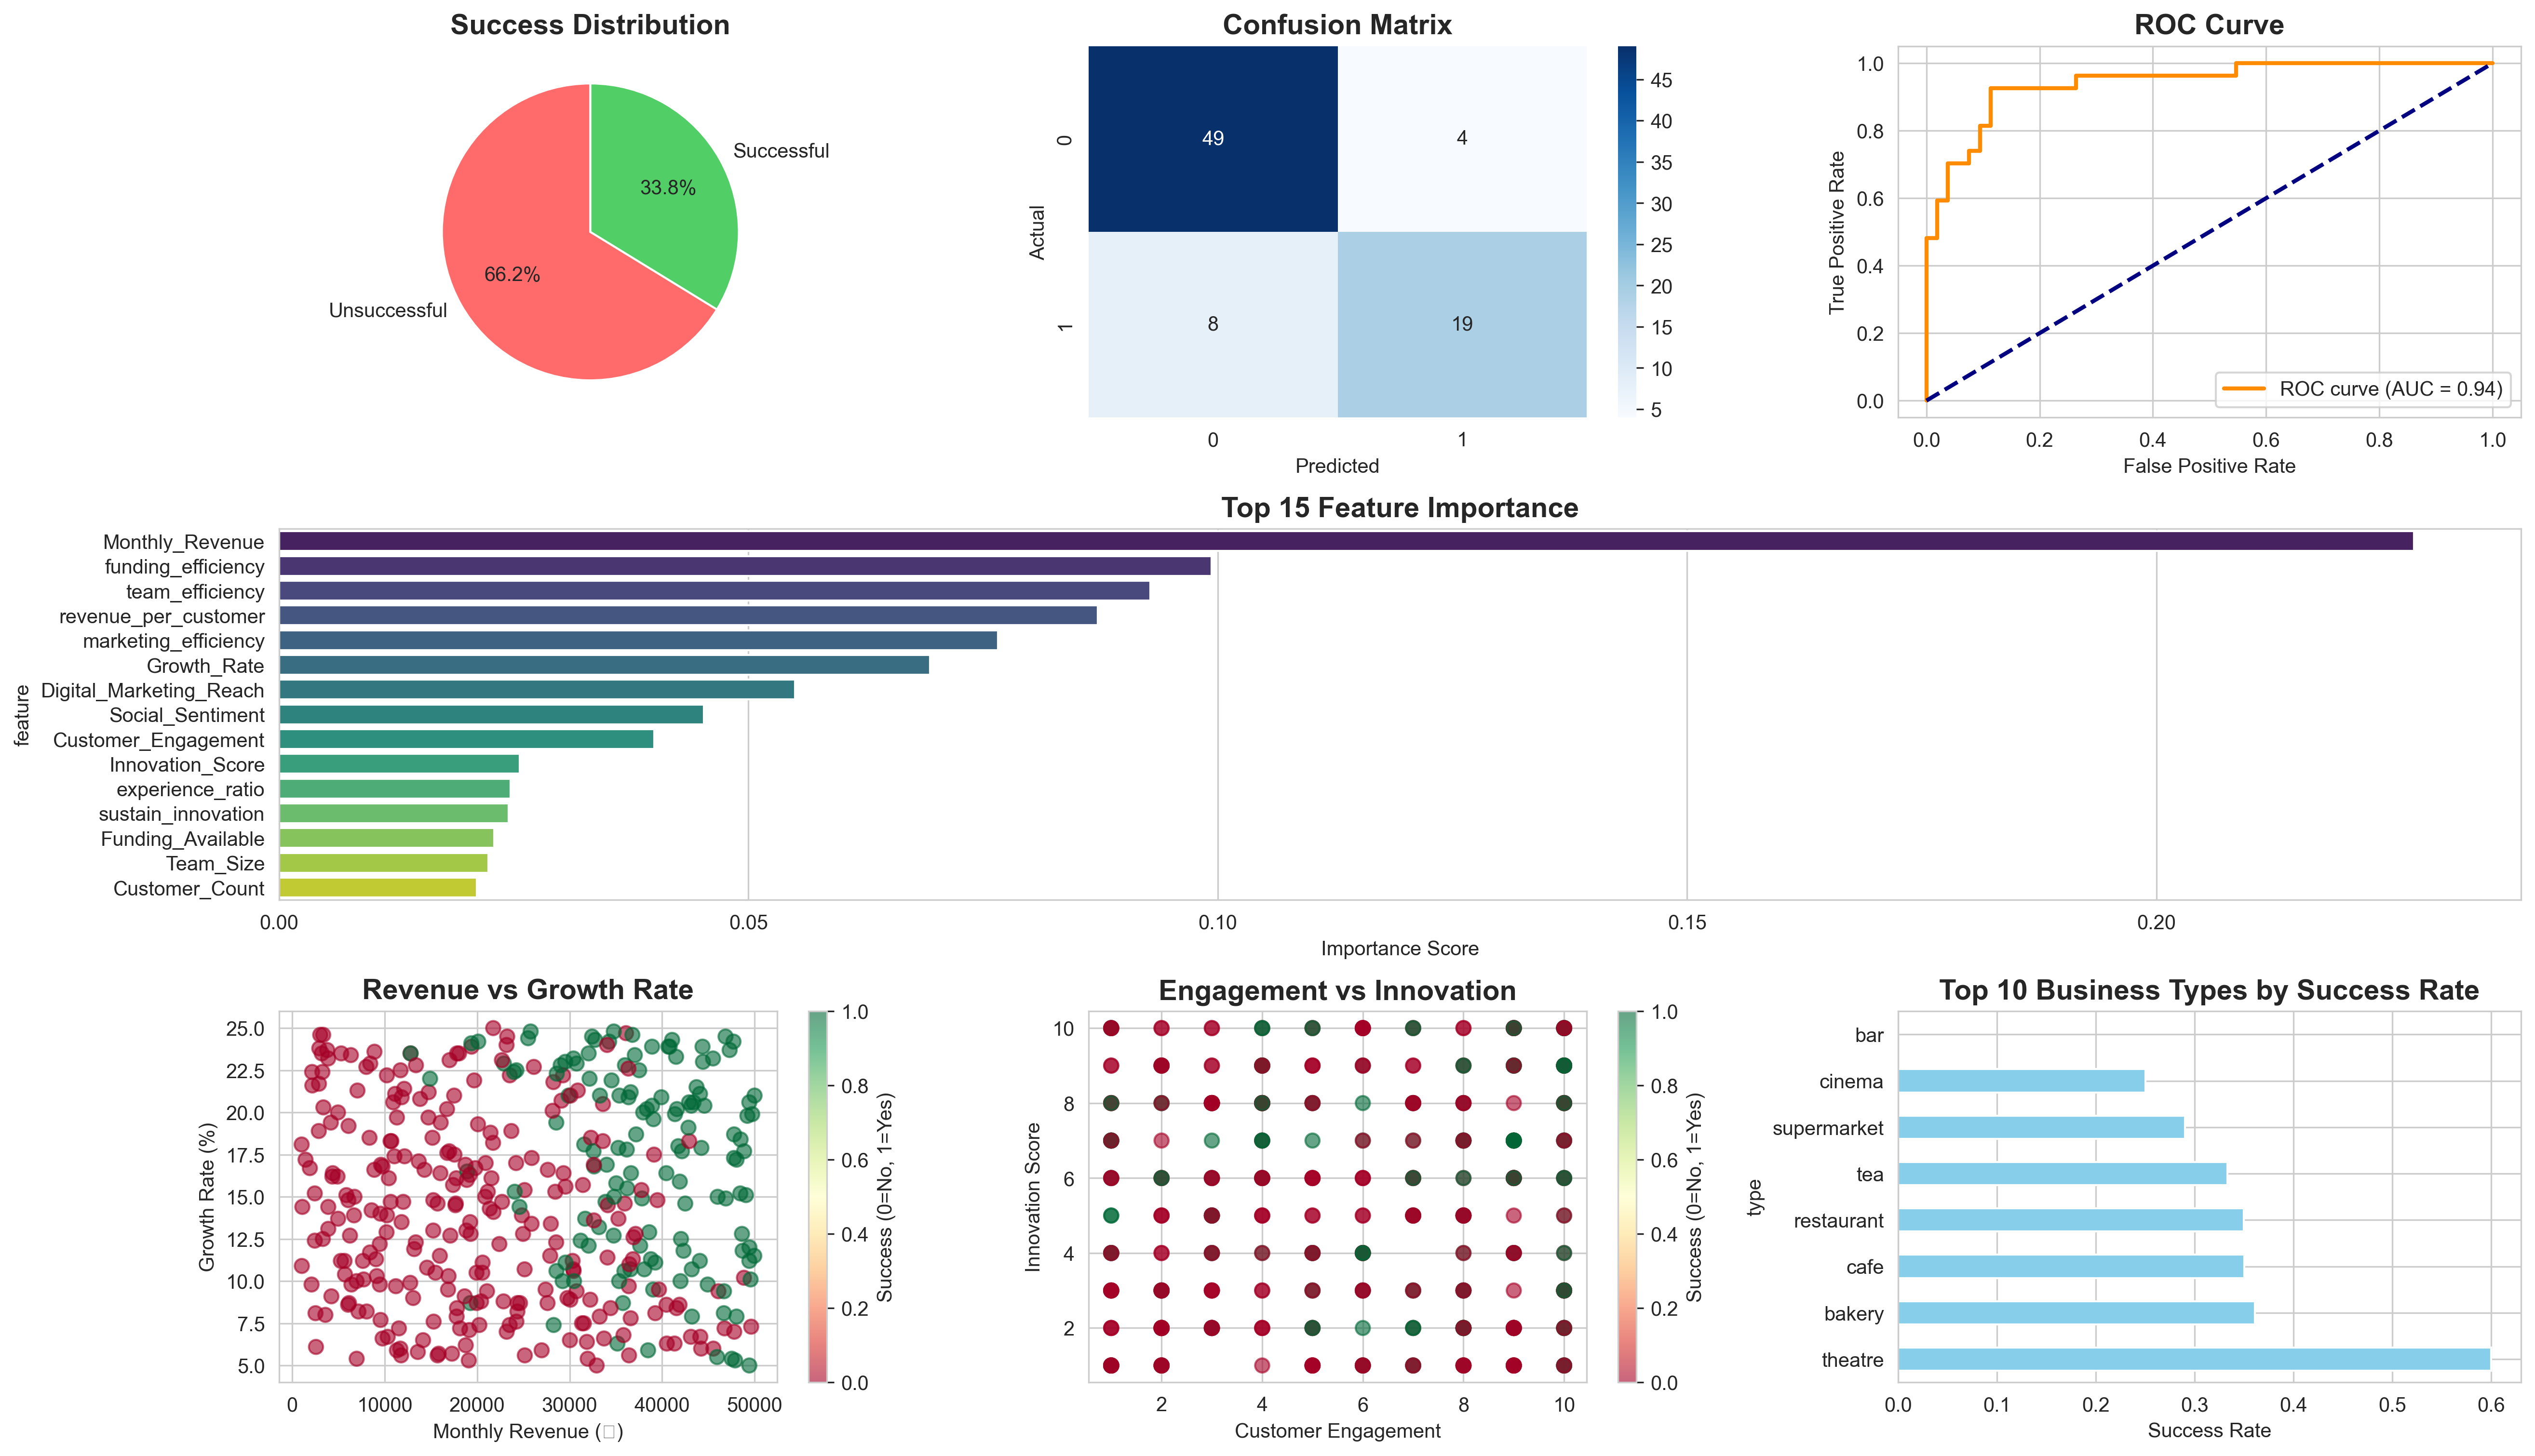 Success Distribution
Successful
33.8%
66.2%
Unsuccessful
Confusion Matrix
49
4
8
19
0
1
Actual
0
1
Predicted
45
40
35
30
25
20
15
10
5
ROC Curve
1.0
0.8
0.6
0.4
0.2
0.0
True Positive Rate
ROC curve (AUC = 0.94)
0.0 0.2 0.4 0.6 0.8 1.0
False Positive Rate
Top 15 Feature Importance
Monthly_Revenue
funding_efficiency
team_efficiency
revenue_per_customer
marketing_efficiency
Growth_Rate
Digital_Marketing_Reach
Social_Sentiment
Customer_Engagement
Innovation_Score
experience_ratio
sustain_innovation
Funding_Available
Team_Size
Customer_Count
feature
0.00 0.05 0.10 0.15 0.20
Importance Score
Revenue vs Growth Rate
25.0
22.5
20.0
17.5
15.0
12.5
10.0
7.5
5.0
Growth Rate (%)
0 10000 20000 30000 40000 50000
Monthly Revenue (▯)
1.0
0.8
0.6
0.4
0.2
0.0
Success (0=No, 1=Yes)
Engagement vs Innovation
10
8
6
4
2
Innovation Score
2 4 6 8 10
Customer Engagement
1.0
0.8
0.6
0.4
0.2
0.0
Success (0=No, 1=Yes)
Top 10 Business Types by Success Rate
bar
cinema
supermarket
tea
restaurant
cafe
bakery
theatre
type
0.0 0.1 0.2 0.3 0.4 0.5 0.6
Success Rate